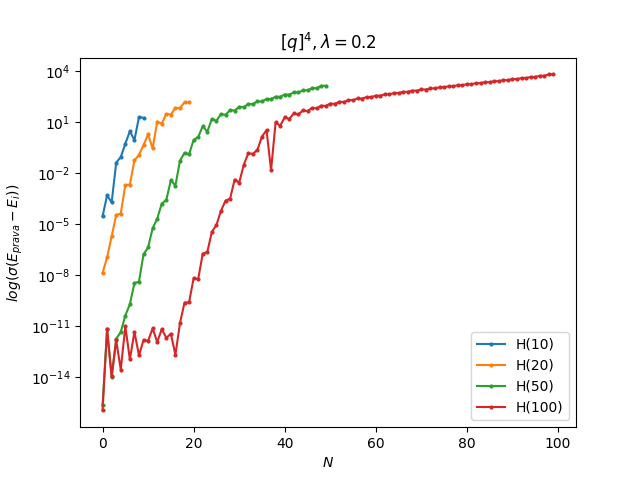 [q]⁴, λ = 0.2
log(σ(E_prava − E_i))
10⁴
10¹
10⁻²
10⁻⁵
10⁻⁸
10⁻¹¹
10⁻¹⁴
H(10)
H(20)
H(50)
H(100)
0 20 40 60 80 100
N